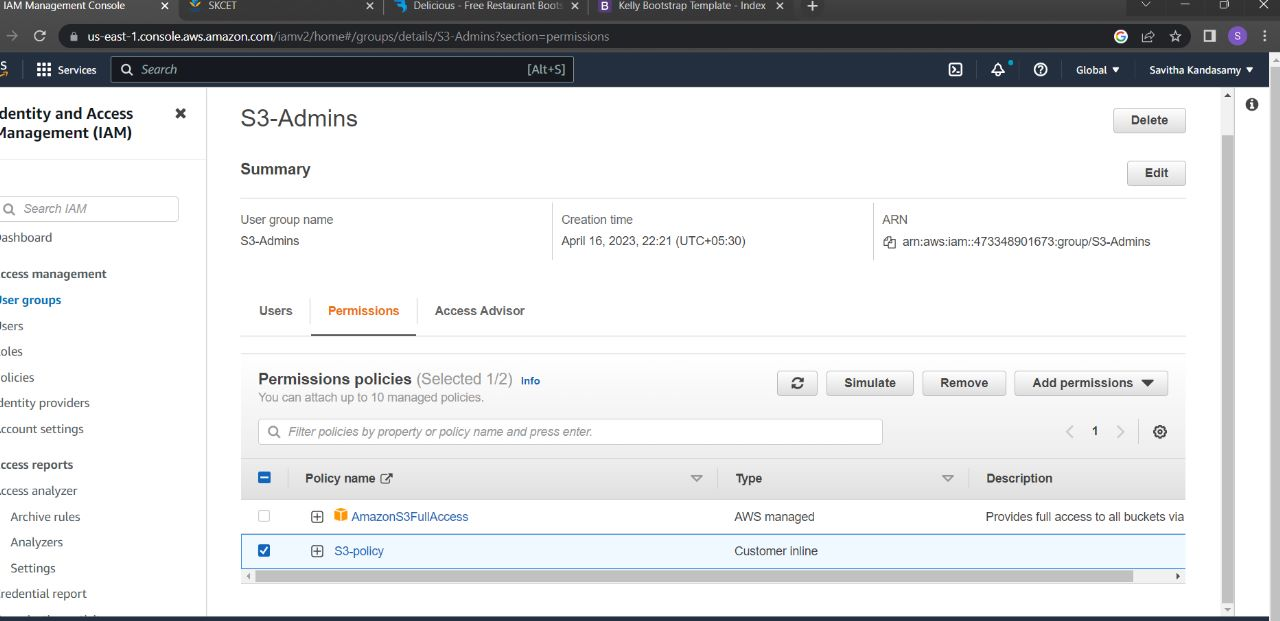 IAM Management Console
SKCET
Delicious - Free Restaurant Boots
Kelly Bootstrap Template - Index
us-east-1.console.aws.amazon.com/iamv2/home#/groups/details/S3-Admins?section=permissions
S
Services
Search
[Alt+S]
Global
Savitha Kandasamy
dentity and Access
Management (IAM)
Search IAM
ashboard
ccess management
ser groups
sers
oles
olicies
dentity providers
ccount settings
ccess reports
ccess analyzer
Archive rules
Analyzers
Settings
redential report
S3-Admins
Delete
Summary
Edit
User group name
S3-Admins
Creation time
April 16, 2023, 22:21 (UTC+05:30)
ARN
arn:aws:iam::473348901673:group/S3-Admins
Users
Permissions
Access Advisor
Permissions policies (Selected 1/2) Info
You can attach up to 10 managed policies.
Simulate
Remove
Add permissions
Filter policies by property or policy name and press enter.
1
Policy name
Type
Description
AmazonS3FullAccess
AWS managed
Provides full access to all buckets via
S3-policy
Customer inline